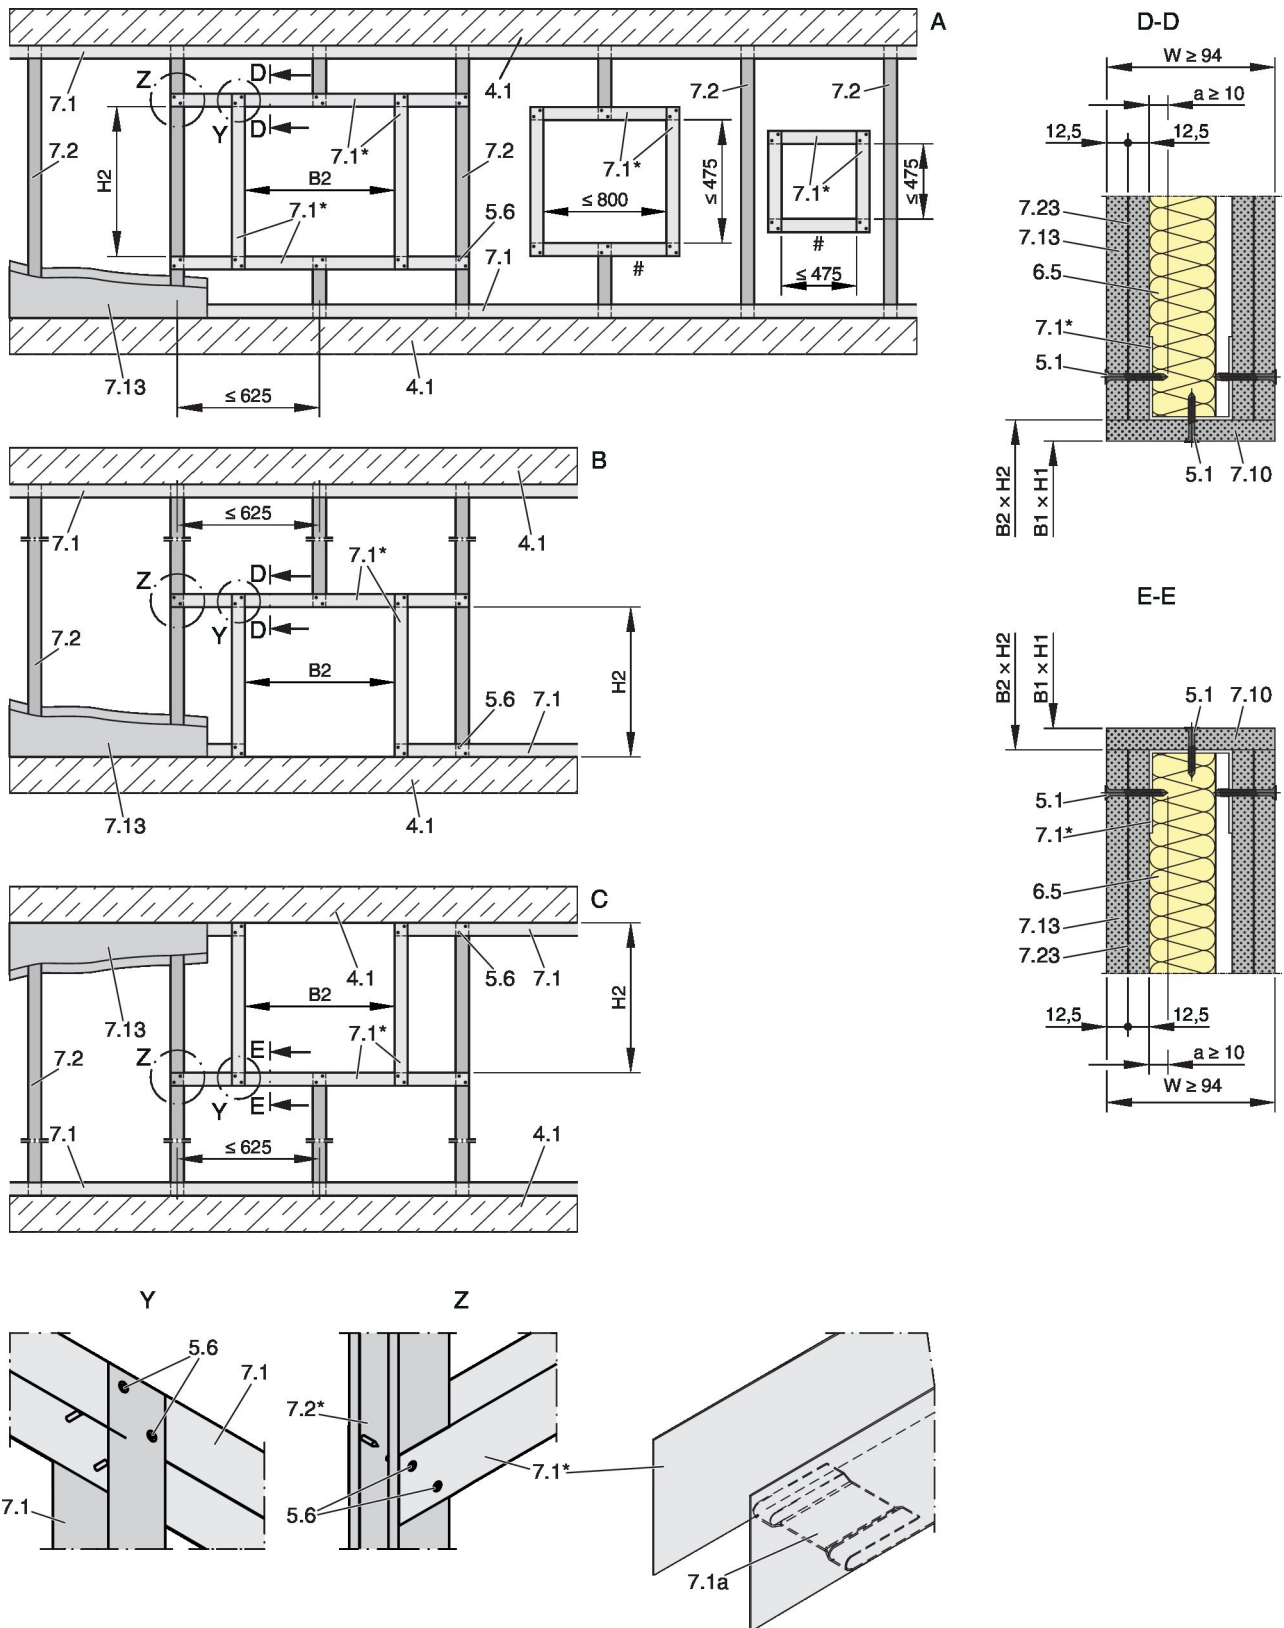 A
Z
D
4.1
7.2
7.2
7.1
Y
D
7.1*
7.1*
7.2
H2
7.2
B2
≤ 475
7.1*
≤ 475
7.1*
≤ 800
7.1*
5.6
7.1
#
#
≤ 475
7.13
≤ 625
4.1
B
≤ 625
7.1
4.1
7.1*
Z
D
Y
D
7.2
B2
H2
5.6
7.1
7.13
4.1
C
4.1
5.6
7.1
B2
H2
7.13
7.1*
7.2
Z
E
Y
E
7.1
≤ 625
4.1
D-D
W ≥ 94
a ≥ 10
12,5
12,5
7.23
7.13
6.5
7.1*
5.1
5.1
7.10
B2 × H2
B1 × H1
E-E
B2 × H2
B1 × H1
5.1
7.10
5.1
7.1*
6.5
7.13
7.23
12,5
12,5
a ≥ 10
W ≥ 94
Y
5.6
7.1
7.1
Z
7.2*
7.1*
5.6
7.1a